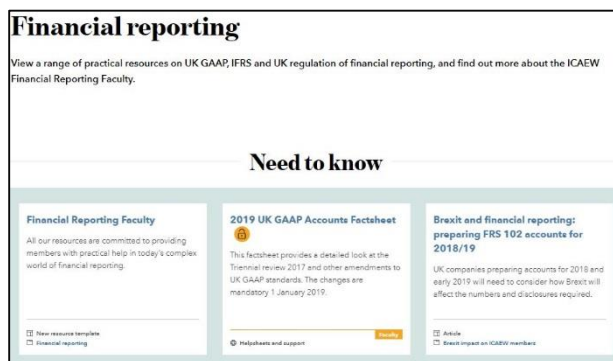 Financial reporting
View a range of practical resources on UK GAAP, IFRS and UK regulation of financial reporting, and find out more about the ICAEW
Financial Reporting Faculty.
Need to know
Financial Reporting Faculty
All our resources are committed to providing
members with practical help in today's complex
world of financial reporting.
New resource template
Financial reporting
2019 UK GAAP Accounts Factsheet
This factsheet provides a detailed look at the
Triennial review 2017 and other amendments to
UK GAAP standards. The changes are
mandatory 1 January 2019.
Faculty
Helpsheets and support
Brexit and financial reporting:
preparing FRS 102 accounts for
2018/19
UK companies preparing accounts for 2018 and
early 2019 will need to consider how Brexit will
affect the numbers and disclosures required.
Article
Brexit impact on ICAEW members